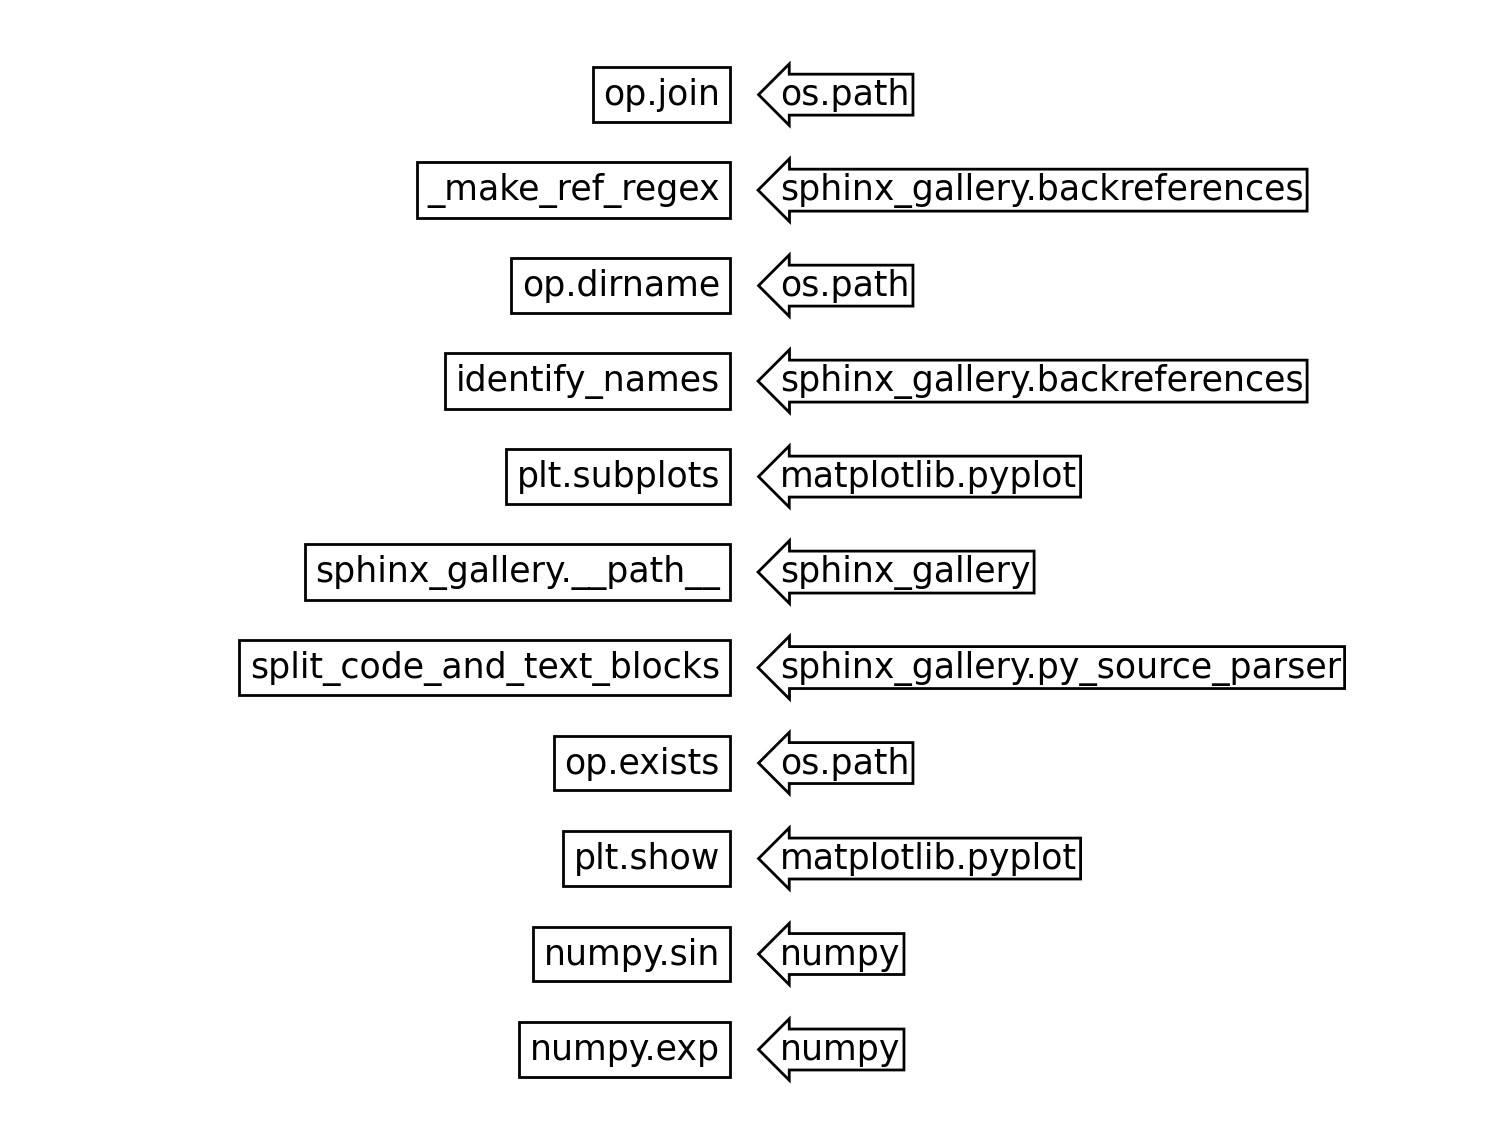 op.join os.path
_make_ref_regex sphinx_gallery.backreferences
op.dirname os.path
identify_names sphinx_gallery.backreferences
plt.subplots matplotlib.pyplot
sphinx_gallery.__path__ sphinx_gallery
split_code_and_text_blocks sphinx_gallery.py_source_parser
op.exists os.path
plt.show matplotlib.pyplot
numpy.sin numpy
numpy.exp numpy